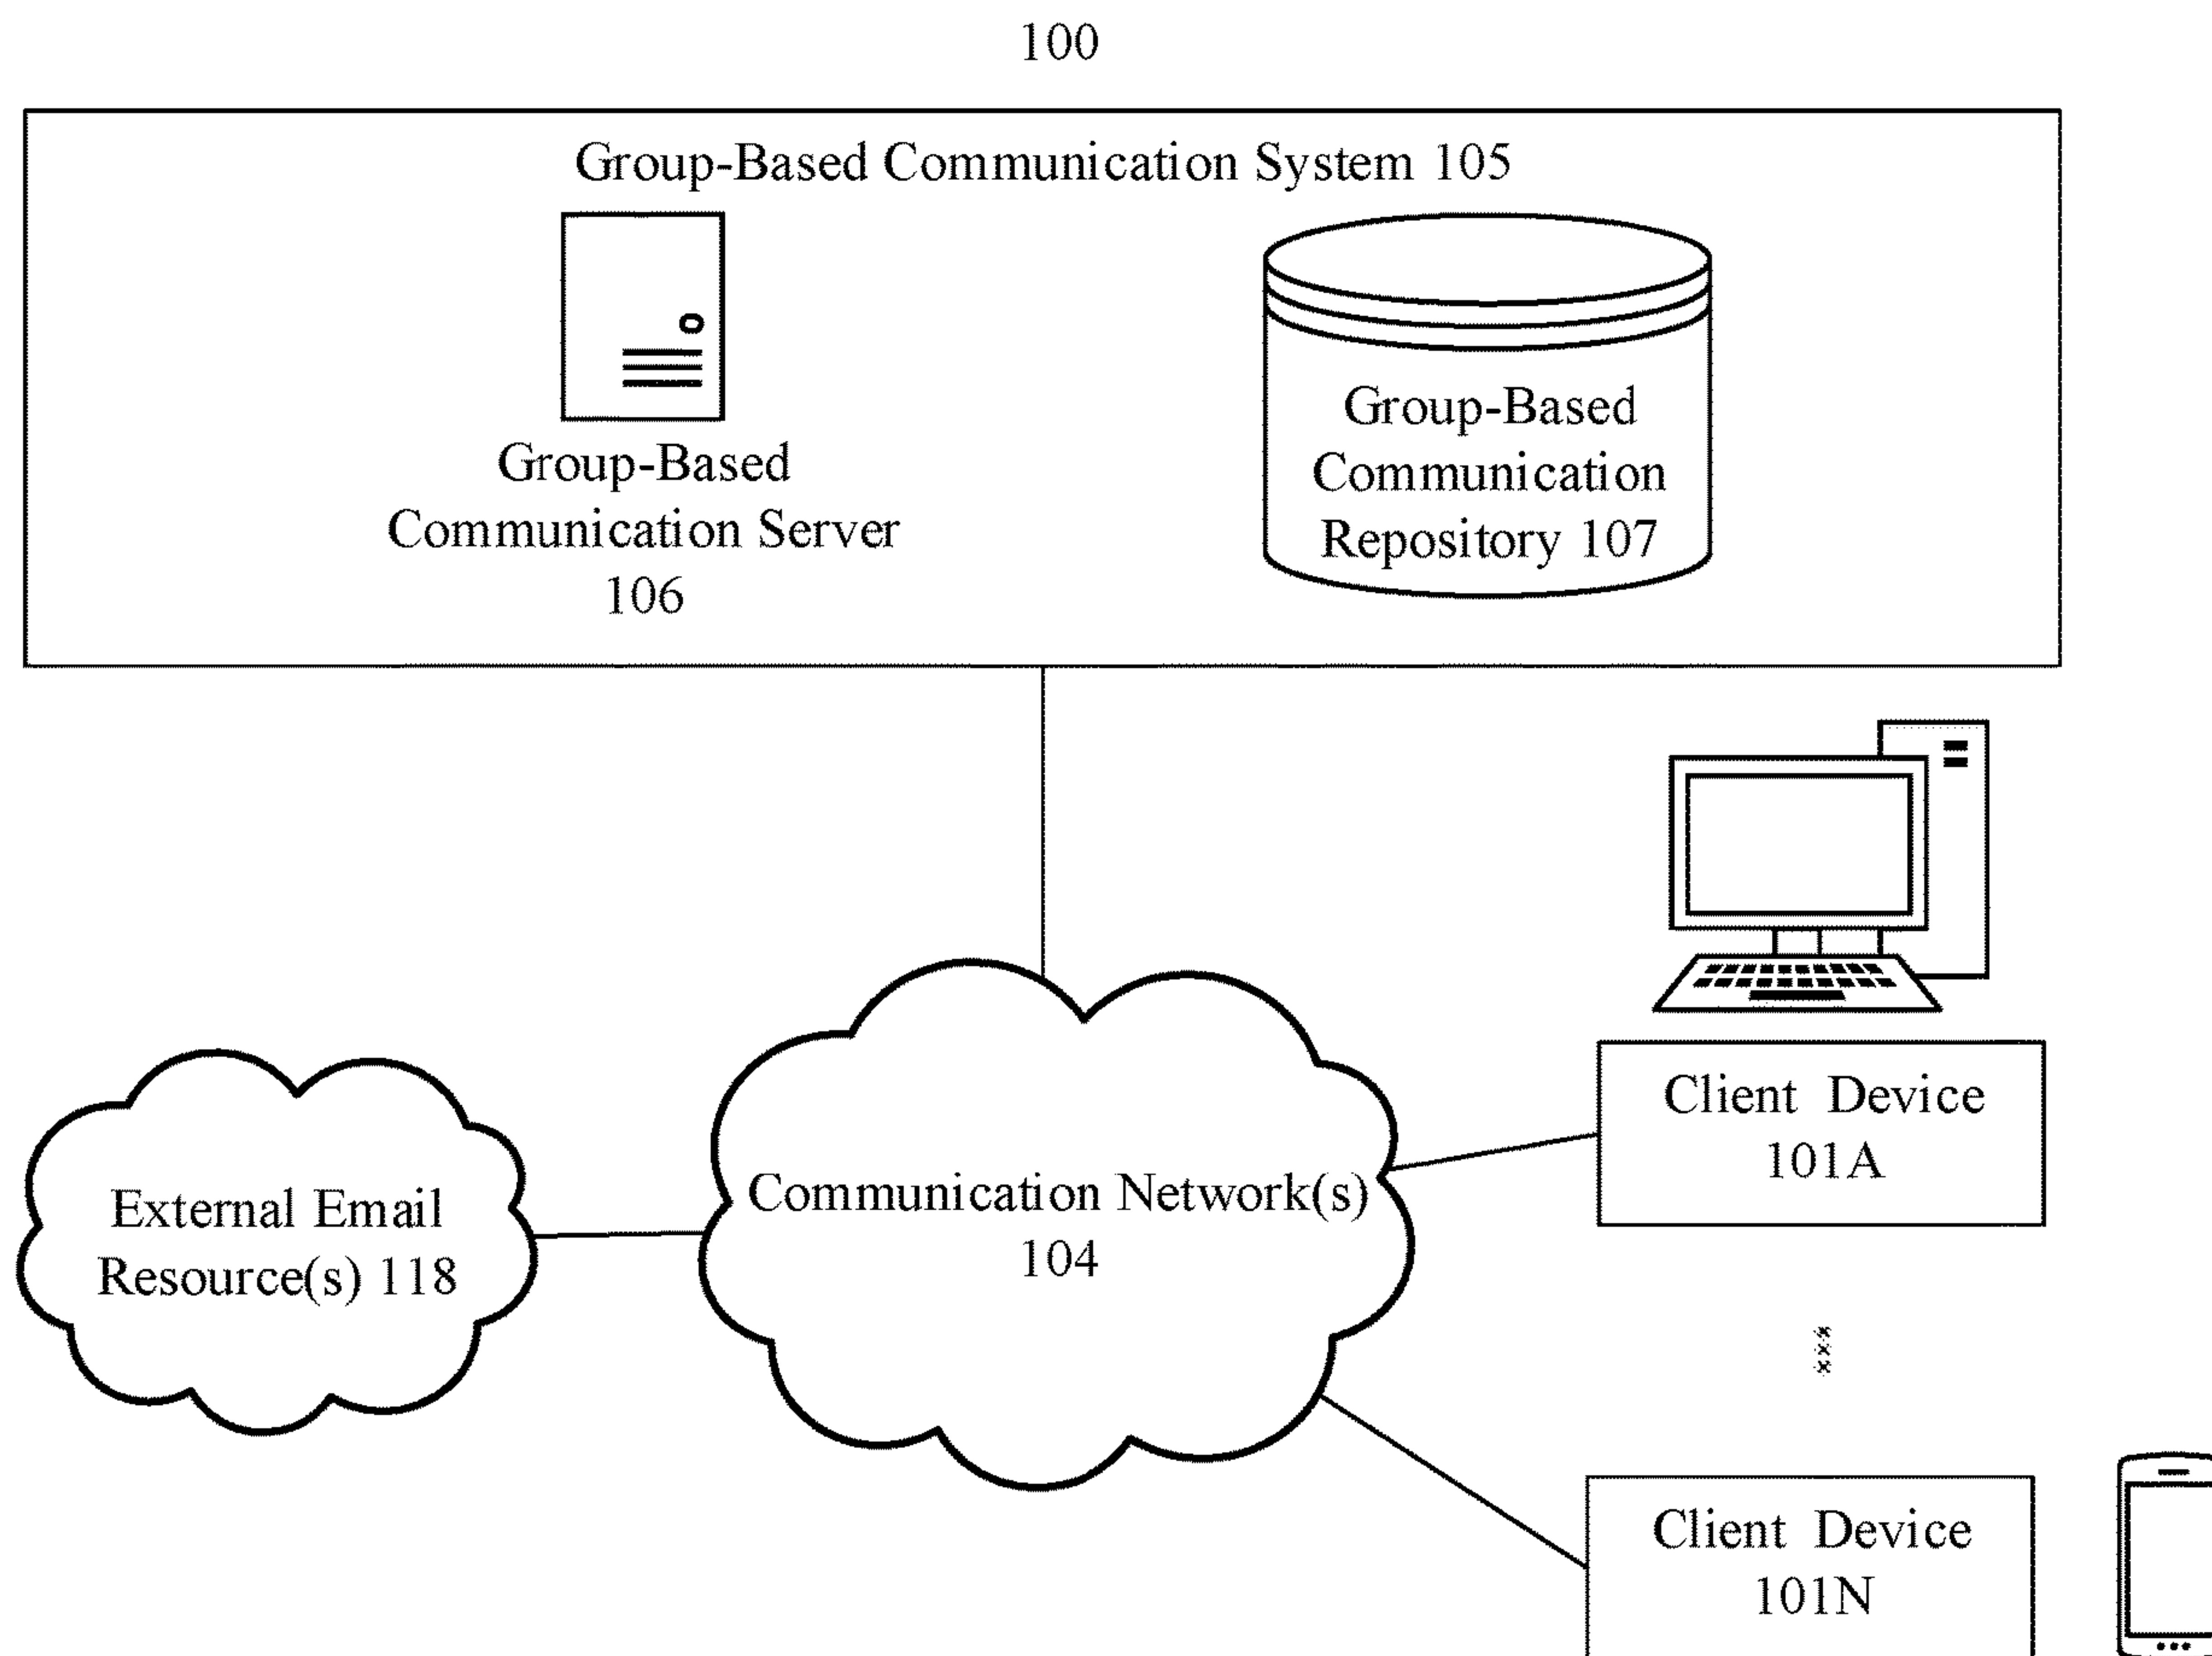 100
Group-Based Communication System 105
Group-Based
Communication Server
106
Group-Based
Communication
Repository 107
Client Device
101A
External Email
Resource(s) 118
Communication Network(s)
104
Client Device
101N